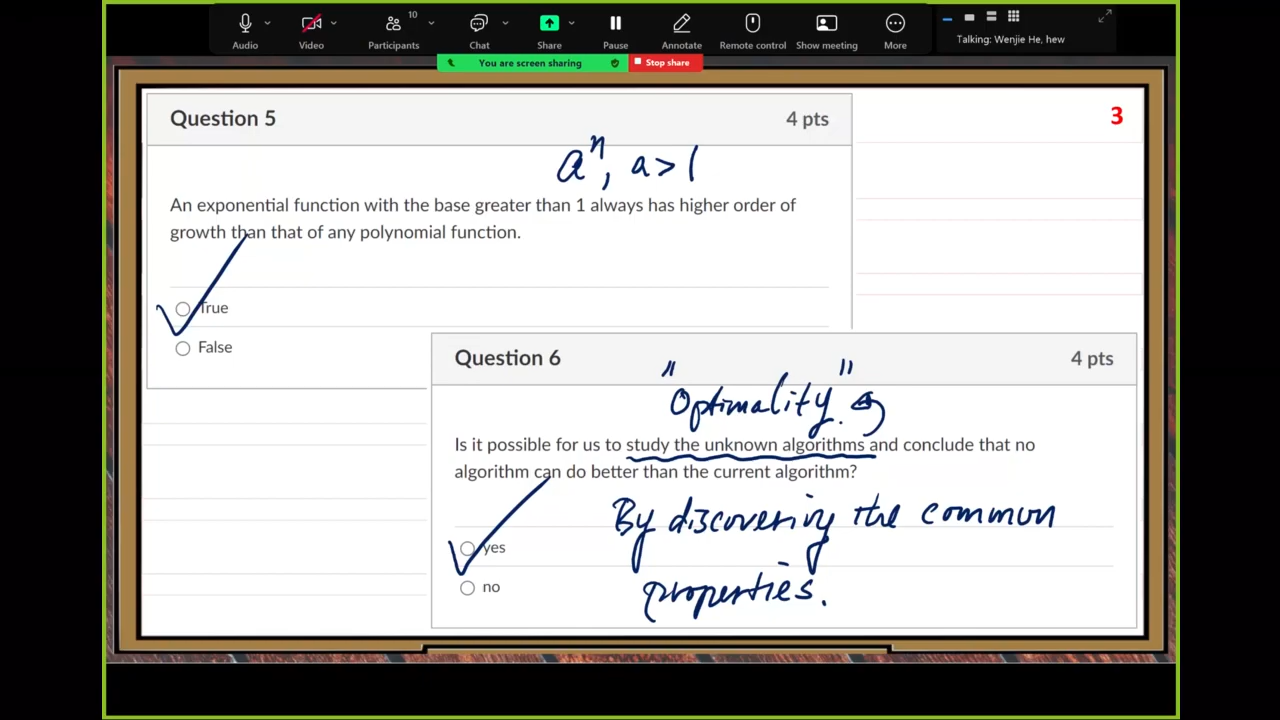 10
Audio
Video
Participants
Chat
Share
Pause
Annotate
Remote control
Show meeting
More
Talking: Wenjie He, hew
You are screen sharing
Stop share
3
Question 5
4 pts
aⁿ, a > 1
An exponential function with the base greater than 1 always has higher order of
growth than that of any polynomial function.
True
False
Question 6
4 pts
"Optimality"
Is it possible for us to study the unknown algorithms and conclude that no
algorithm can do better than the current algorithm?
By discovering the common
properties.
yes
no